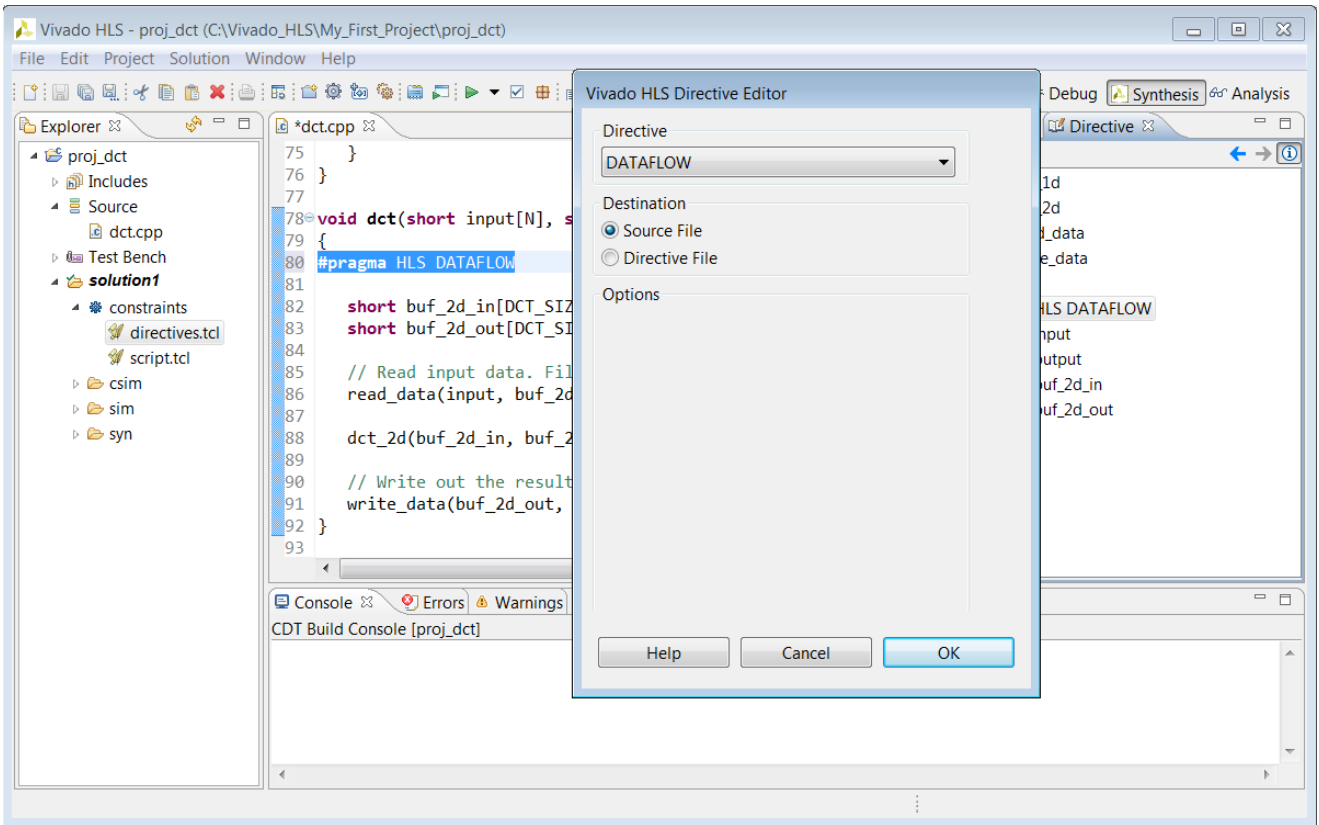 Vivado HLS - proj_dct (C:\Vivado_HLS\My_First_Project\proj_dct)
File Edit Project Solution Window Help
Debug Synthesis Analysis
Explorer
proj_dct
Includes
Source
dct.cpp
Test Bench
solution1
constraints
directives.tcl
script.tcl
csim
sim
syn
*dct.cpp
75 }
76 }
77
78 void dct(short input[N], s
79 {
80 #pragma HLS DATAFLOW
81
82 short buf_2d_in[DCT_SIZ
83 short buf_2d_out[DCT_SI
84
85 // Read input data. Fil
86 read_data(input, buf_2d
87
88 dct_2d(buf_2d_in, buf_2
89
90 // Write out the result
91 write_data(buf_2d_out,
92 }
93
Vivado HLS Directive Editor
Directive
DATAFLOW
Destination
Source File
Directive File
Options
Help Cancel OK
Directive
_1d
_2d
d_data
e_data
HLS DATAFLOW
nput
utput
uf_2d_in
uf_2d_out
Console Errors Warnings
CDT Build Console [proj_dct]